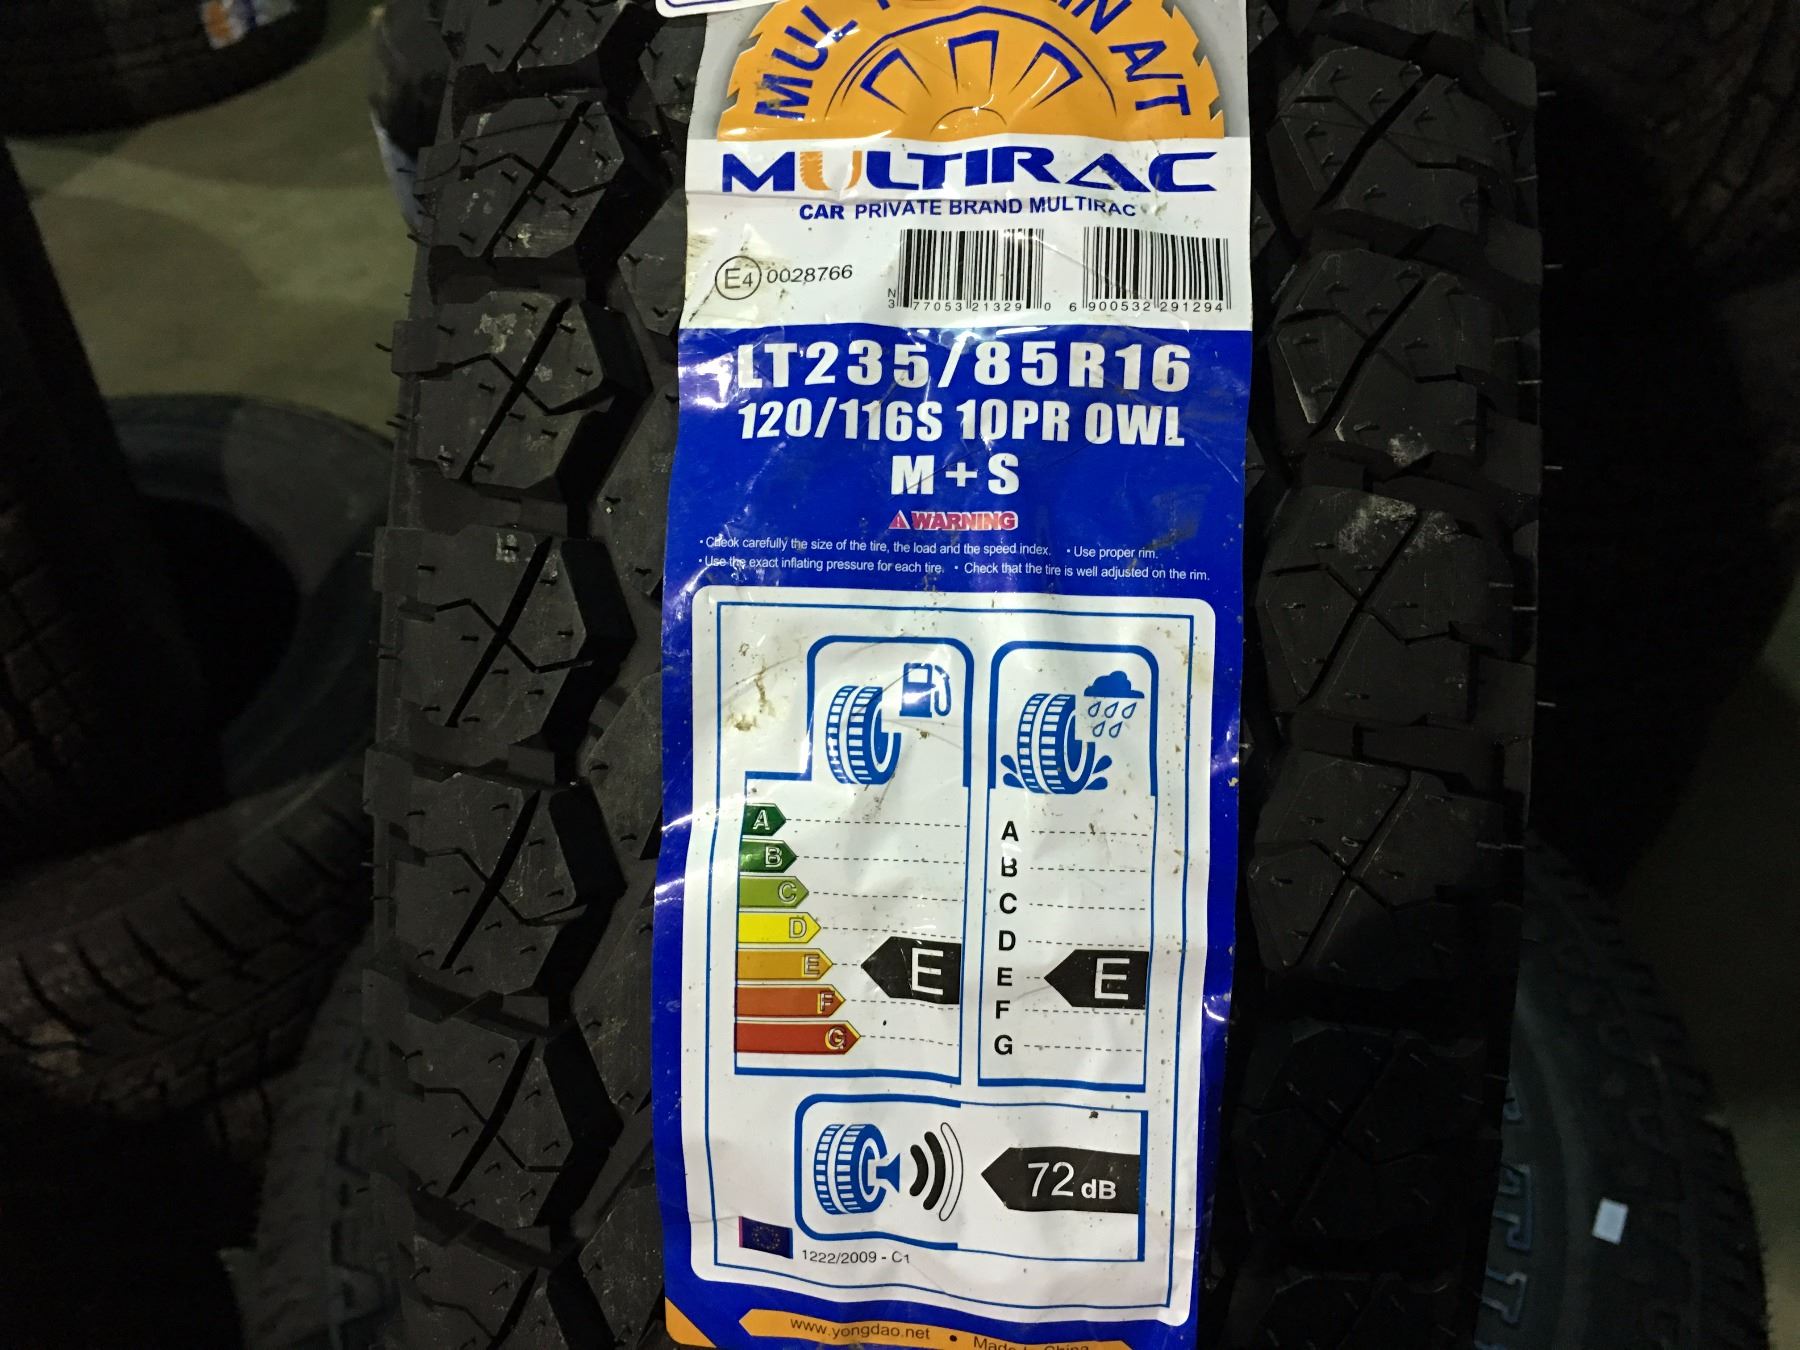 A/T
MULTIRAC
CAR PRIVATE BRAND MULTIRAC
E4 0028766
N
3 77053 21329 0
6 900532 291294
LT235/85R16
120/116S 10PR OWL
M+S
WARNING
• Check carefully the size of the tire, the load and the speed index. • Use proper rim.
• Use the exact inflating pressure for each tire. • Check that the tire is well adjusted on the rim.
A
B
C
D
E
F
G
E
A
B
C
D
E
F
G
E
72 dB
1222/2009 - C1
www.yongdao.net • Made in China